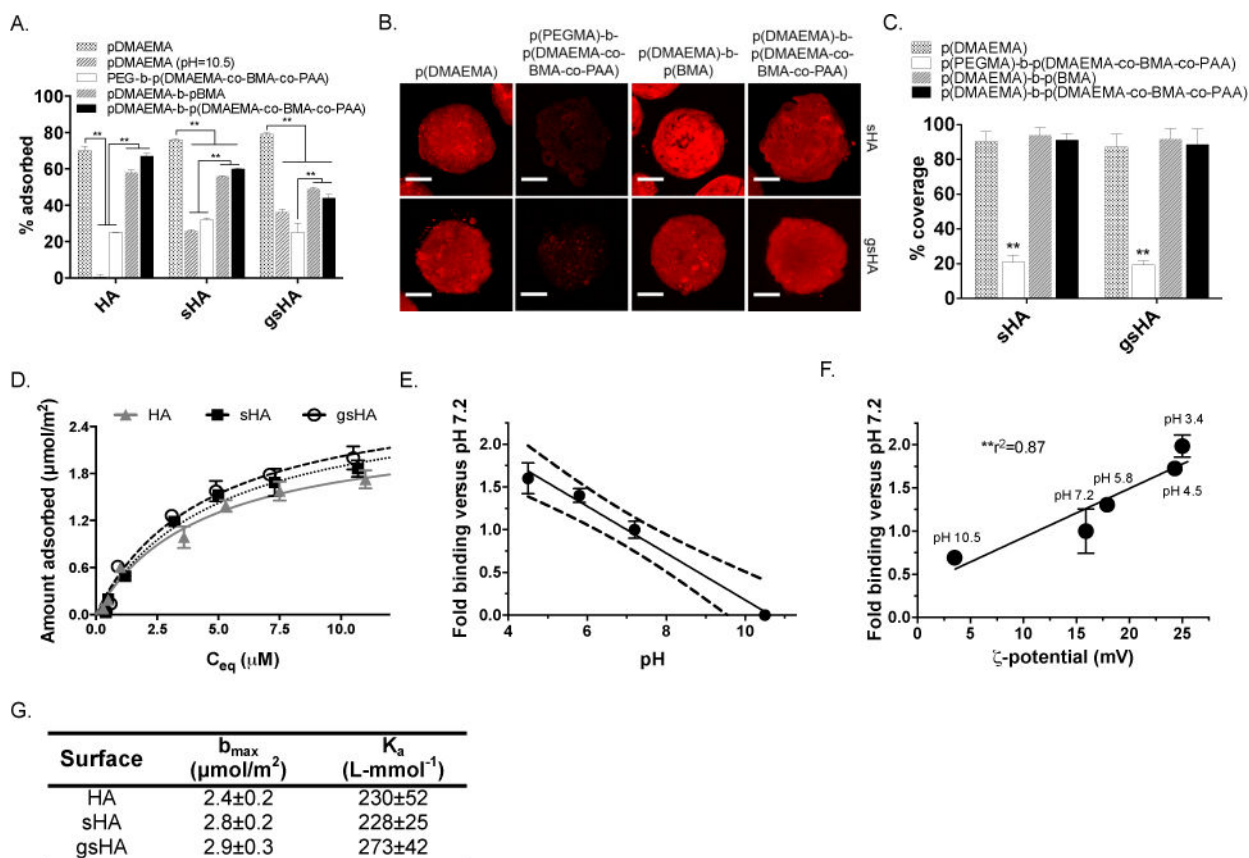 A.
pDMAEMA
pDMAEMA (pH=10.5)
PEG-b-p(DMAEMA-co-BMA-co-PAA)
pDMAEMA-b-pBMA
pDMAEMA-b-p(DMAEMA-co-BMA-co-PAA)
% adsorbed
80
60
40
20
0
** ** ** ** ** **
HA sHA gsHA
B.
p(DMAEMA)
p(PEGMA)-b-
p(DMAEMA-co-
BMA-co-PAA)
p(DMAEMA)-b-
p(BMA)
p(DMAEMA)-b-
p(DMAEMA-co-
BMA-co-PAA)
sHA
gsHA
C.
p(DMAEMA)
p(PEGMA)-b-p(DMAEMA-co-BMA-co-PAA)
p(DMAEMA)-b-p(BMA)
p(DMAEMA)-b-p(DMAEMA-co-BMA-co-PAA)
% coverage
100
80
60
40
20
0
** **
sHA gsHA
D.
HA sHA gsHA
Amount adsorbed (µmol/m²)
2.4
1.8
1.2
0.6
0.0
0.0 2.5 5.0 7.5 10.0
Ceq (µM)
E.
Fold binding versus pH 7.2
2.0
1.5
1.0
0.5
0.0
4 6 8 10
pH
F.
Fold binding versus pH 7.2
2.0
1.5
1.0
0.5
0.0
**r²=0.87
pH 3.4
pH 5.8
pH 7.2
pH 4.5
pH 10.5
0 5 10 15 20 25
ζ-potential (mV)
G.
Surface bmax (µmol/m²) Ka (L-mmol⁻¹)
HA 2.4±0.2 230±52
sHA 2.8±0.2 228±25
gsHA 2.9±0.3 273±42